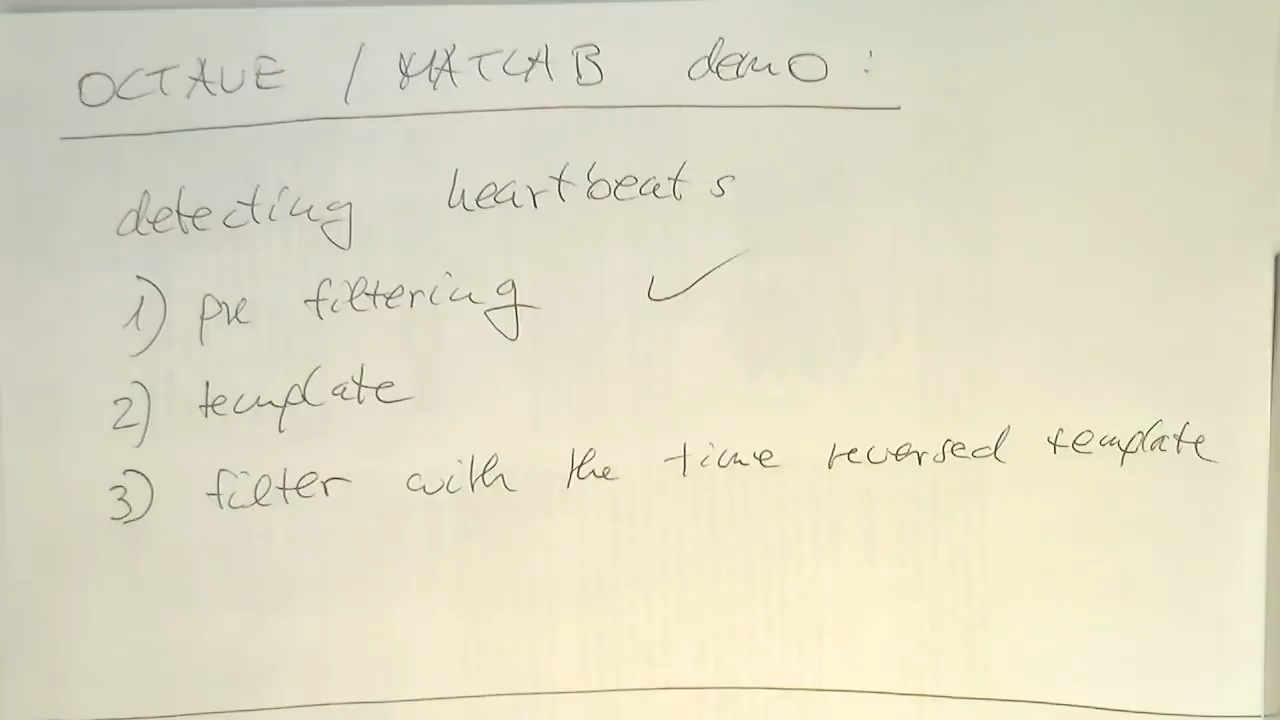 OCTAVE / MATLAB demo:
detecting heartbeats
1) pre filtering ✓
2) template
3) filter with the time reversed template